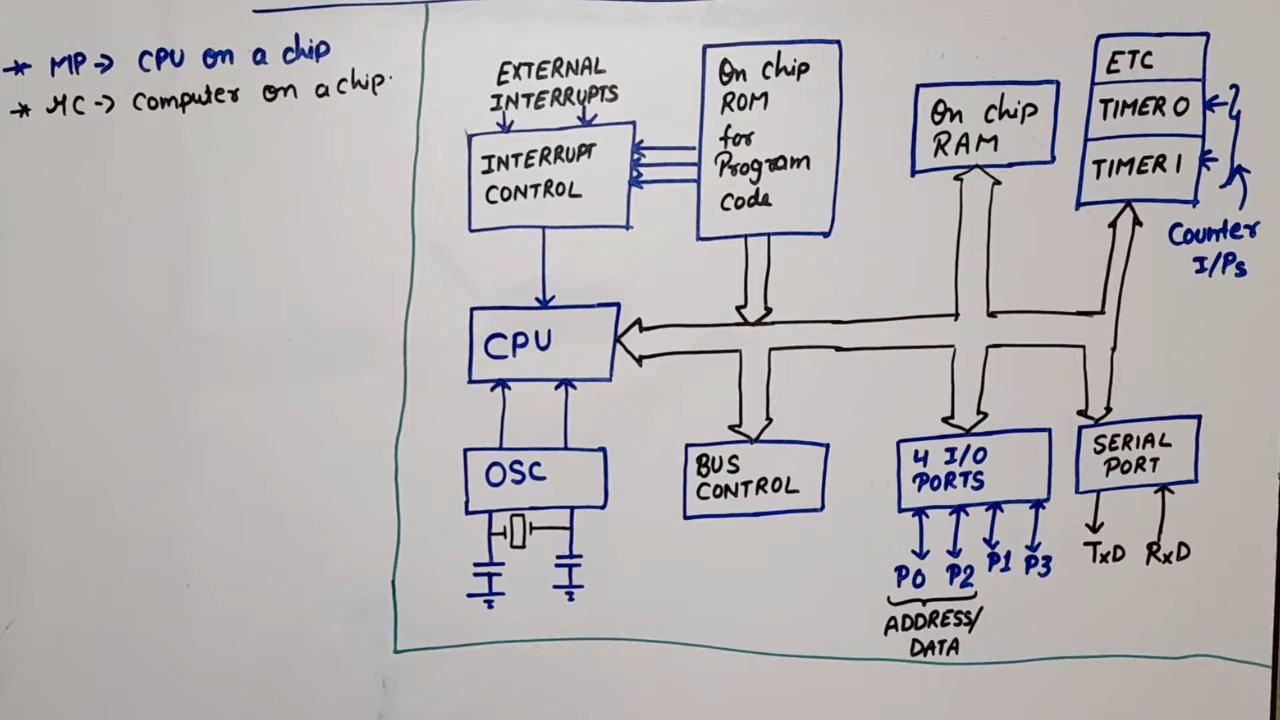 * MP → CPU on a chip
* MC → Computer on a chip.
EXTERNAL
INTERRUPTS
INTERRUPT
CONTROL
On chip
ROM
for
Program
Code
On chip
RAM
ETC
TIMER 0
TIMER 1
Counter
I/Ps
CPU
OSC
BUS
CONTROL
4 I/O
PORTS
SERIAL
PORT
P0 P2 P1 P3
TxD RxD
ADDRESS/
DATA